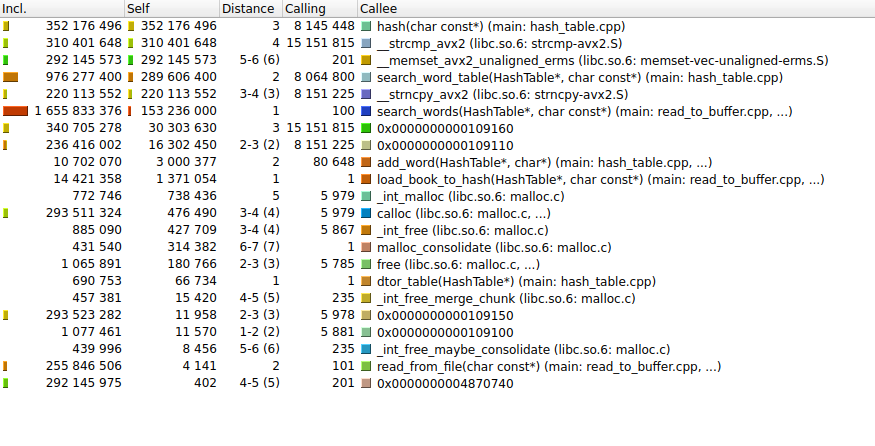 Incl. Self Distance Calling Callee
352 176 496 352 176 496 3 8 145 448 hash(char const*) (main: hash_table.cpp)
310 401 648 310 401 648 4 15 151 815 __strcmp_avx2 (libc.so.6: strcmp-avx2.S)
292 145 573 292 145 573 5-6 (6) 201 __memset_avx2_unaligned_erms (libc.so.6: memset-vec-unaligned-erms.S)
976 277 400 289 606 400 2 8 064 800 search_word_table(HashTable*, char const*) (main: hash_table.cpp)
220 113 552 220 113 552 3-4 (3) 8 151 225 __strncpy_avx2 (libc.so.6: strncpy-avx2.S)
1 655 833 376 153 236 000 1 100 search_words(HashTable*, char const*) (main: read_to_buffer.cpp, ...)
340 705 278 30 303 630 3 15 151 815 0x0000000000109160
236 416 002 16 302 450 2-3 (2) 8 151 225 0x0000000000109110
10 702 070 3 000 377 2 80 648 add_word(HashTable*, char*) (main: hash_table.cpp, ...)
14 421 358 1 371 054 1 1 load_book_to_hash(HashTable*, char const*) (main: read_to_buffer.cpp, ...)
772 746 738 436 5 5 979 _int_malloc (libc.so.6: malloc.c)
293 511 324 476 490 3-4 (4) 5 979 calloc (libc.so.6: malloc.c, ...)
885 090 427 709 3-4 (4) 5 867 _int_free (libc.so.6: malloc.c)
431 540 314 382 6-7 (7) 1 malloc_consolidate (libc.so.6: malloc.c)
1 065 891 180 766 2-3 (3) 5 785 free (libc.so.6: malloc.c, ...)
690 753 66 734 1 1 dtor_table(HashTable*) (main: hash_table.cpp)
457 381 15 420 4-5 (5) 235 _int_free_merge_chunk (libc.so.6: malloc.c)
293 523 282 11 958 2-3 (3) 5 978 0x0000000000109150
1 077 461 11 570 1-2 (2) 5 881 0x0000000000109100
439 996 8 456 5-6 (6) 235 _int_free_maybe_consolidate (libc.so.6: malloc.c)
255 846 506 4 141 2 101 read_from_file(char const*) (main: read_to_buffer.cpp, ...)
292 145 975 402 4-5 (5) 201 0x0000000004870740